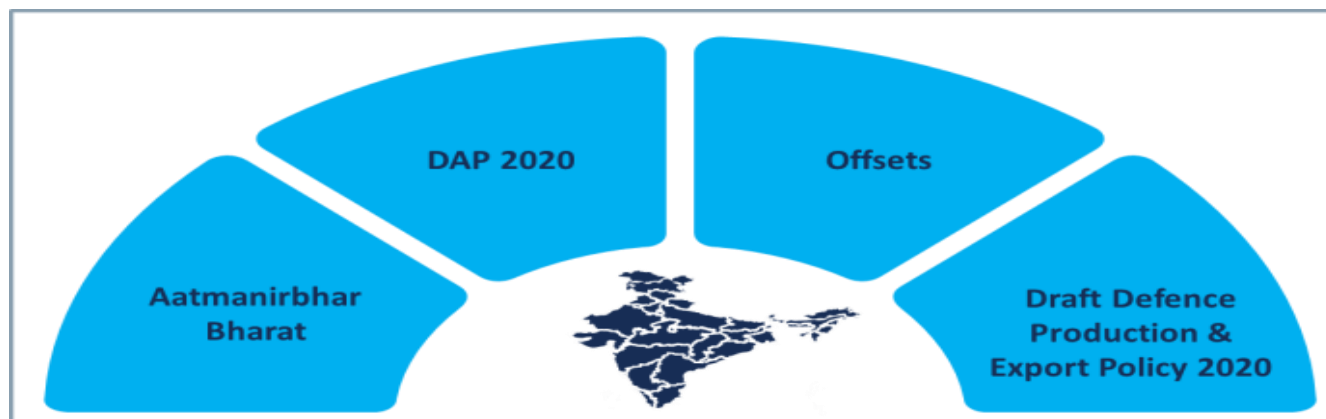 Aatmanirbhar
Bharat
DAP 2020
Offsets
Draft Defence
Production &
Export Policy 2020